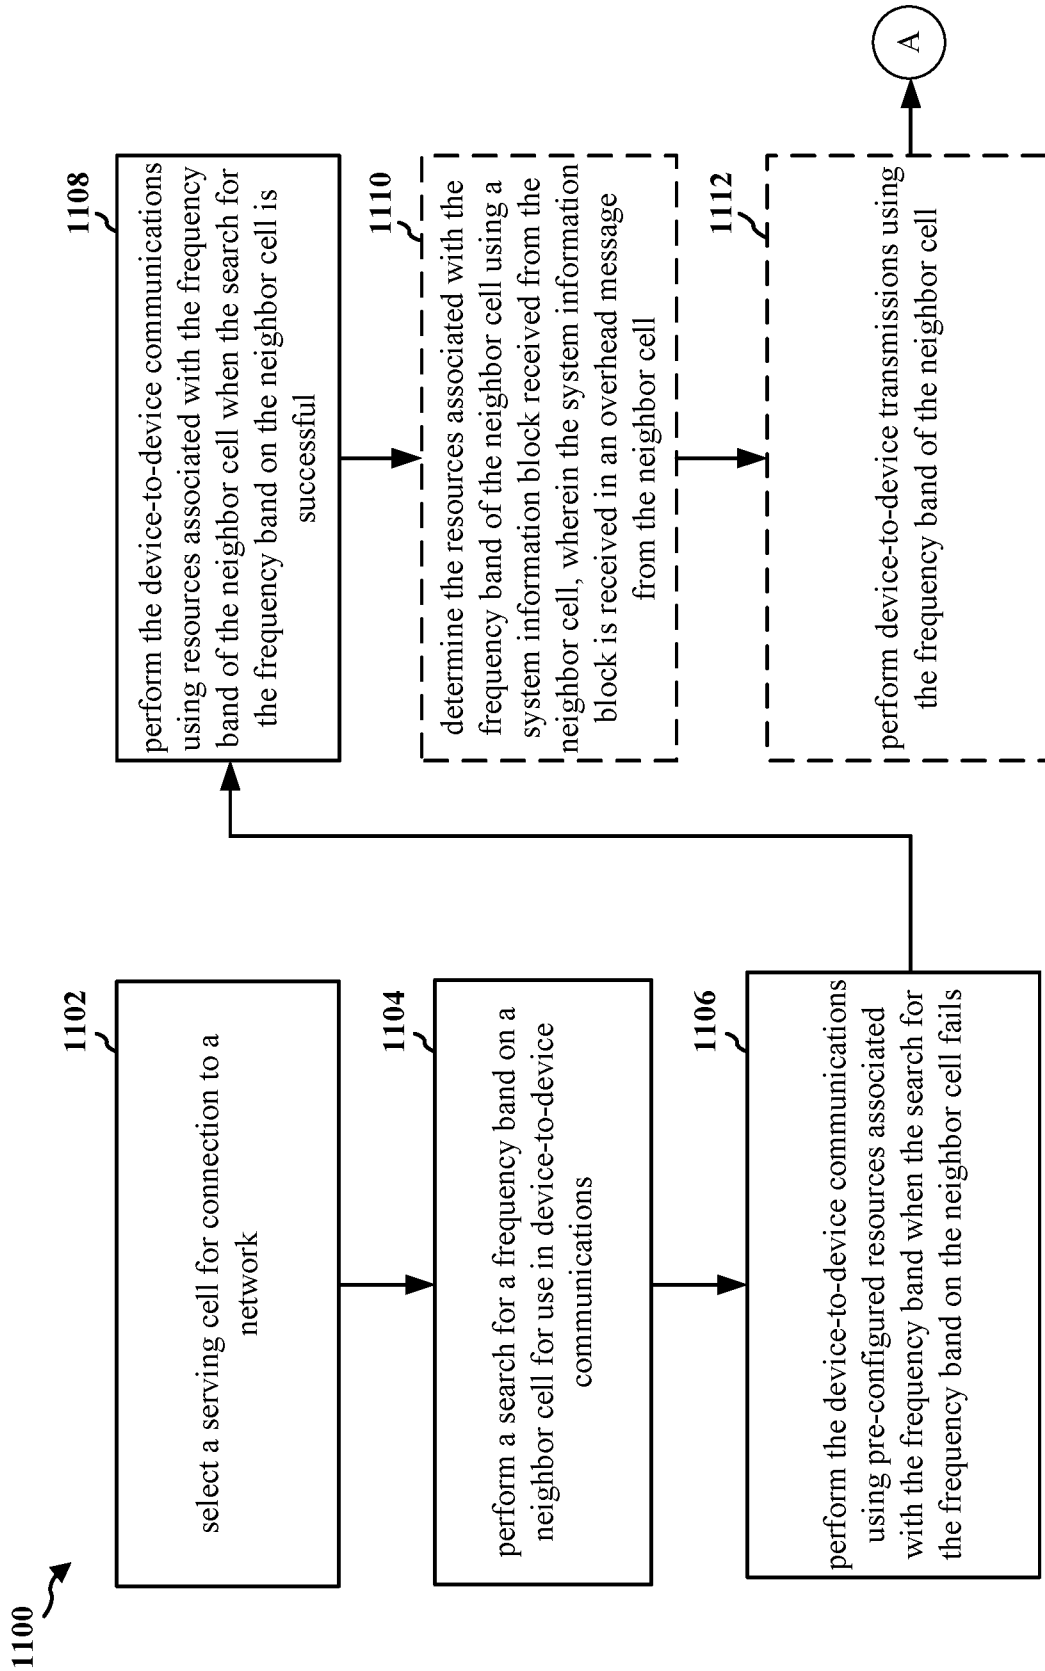 1100
1102
select a serving cell for connection to a
network
1104
perform a search for a frequency band on a
neighbor cell for use in device-to-device
communications
1106
perform the device-to-device communications
using pre-configured resources associated
with the frequency band when the search for
the frequency band on the neighbor cell fails
1108
perform the device-to-device communications
using resources associated with the frequency
band of the neighbor cell when the search for
the frequency band on the neighbor cell is
successful
1110
determine the resources associated with the
frequency band of the neighbor cell using a
system information block received from the
neighbor cell, wherein the system information
block is received in an overhead message
from the neighbor cell
1112
perform device-to-device transmissions using
the frequency band of the neighbor cell
A